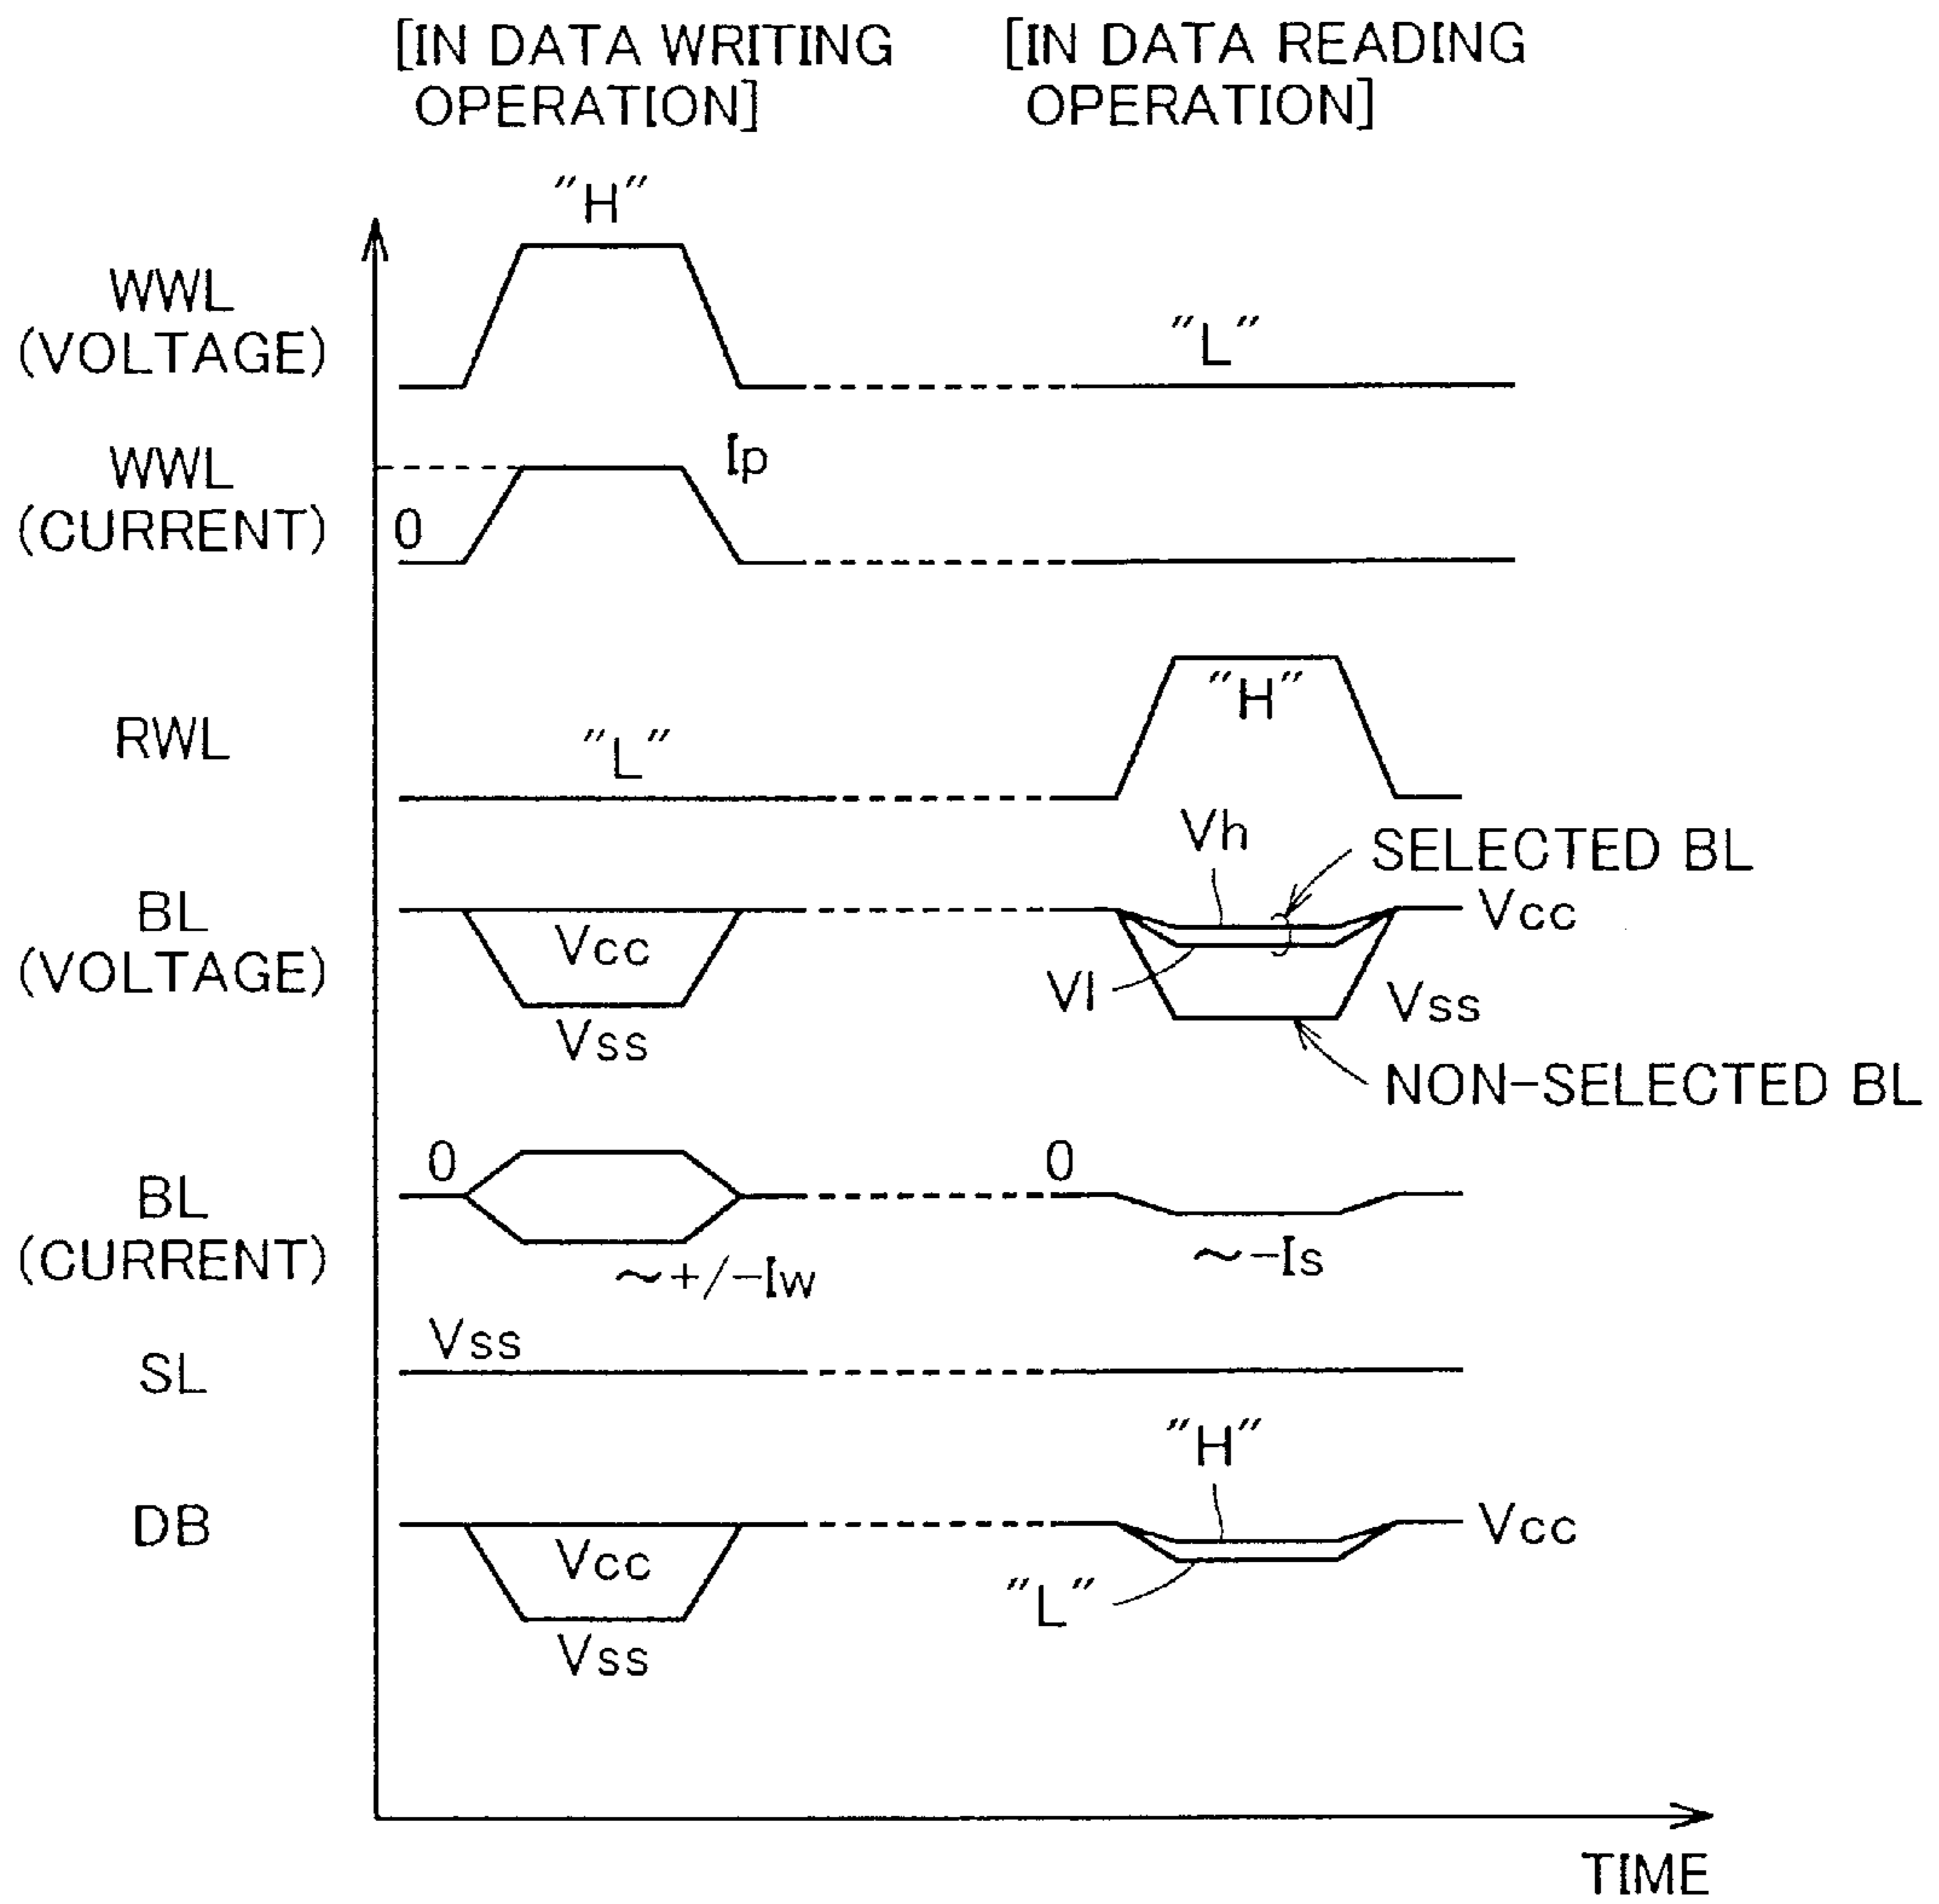 [IN DATA WRITING
OPERATION]
[IN DATA READING
OPERATION]
"H"
WWL
(VOLTAGE)
"L"
WWL
(CURRENT)
Ip
0
RWL
"L"
"H"
Vh
SELECTED BL
BL
(VOLTAGE)
Vcc
Vss
Vcc
Vl
Vss
NON-SELECTED BL
BL
(CURRENT)
0
~+/-Iw
0
~-Is
SL
Vss
DB
Vcc
Vss
"H"
"L"
Vcc
TIME